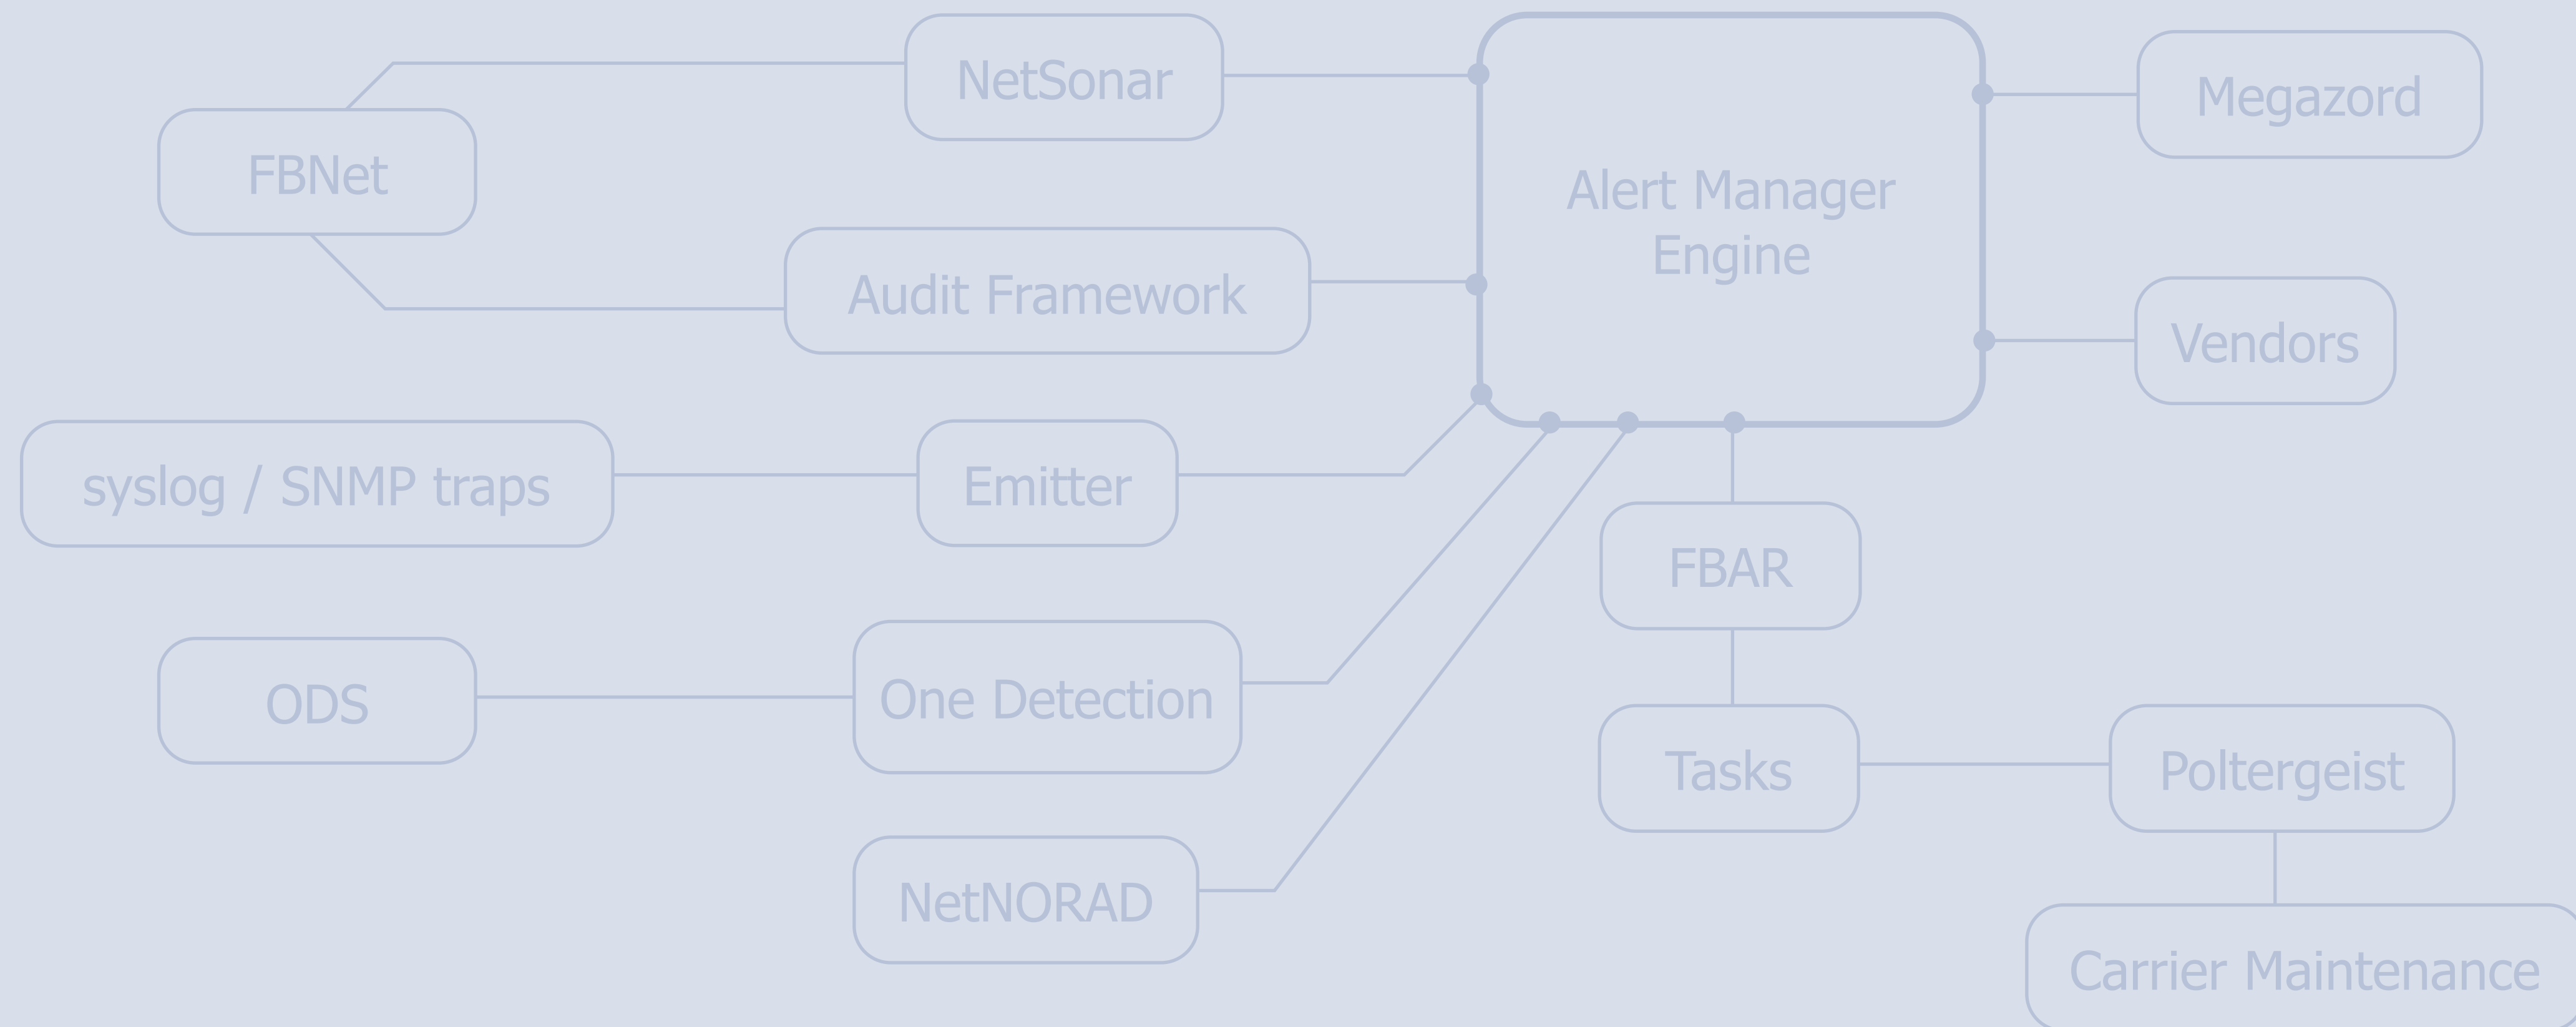 NetSonar
Megazord
FBNet
Alert Manager
Engine
Audit Framework
Vendors
syslog / SNMP traps
Emitter
FBAR
ODS
One Detection
Tasks
Poltergeist
NetNORAD
Carrier Maintenance